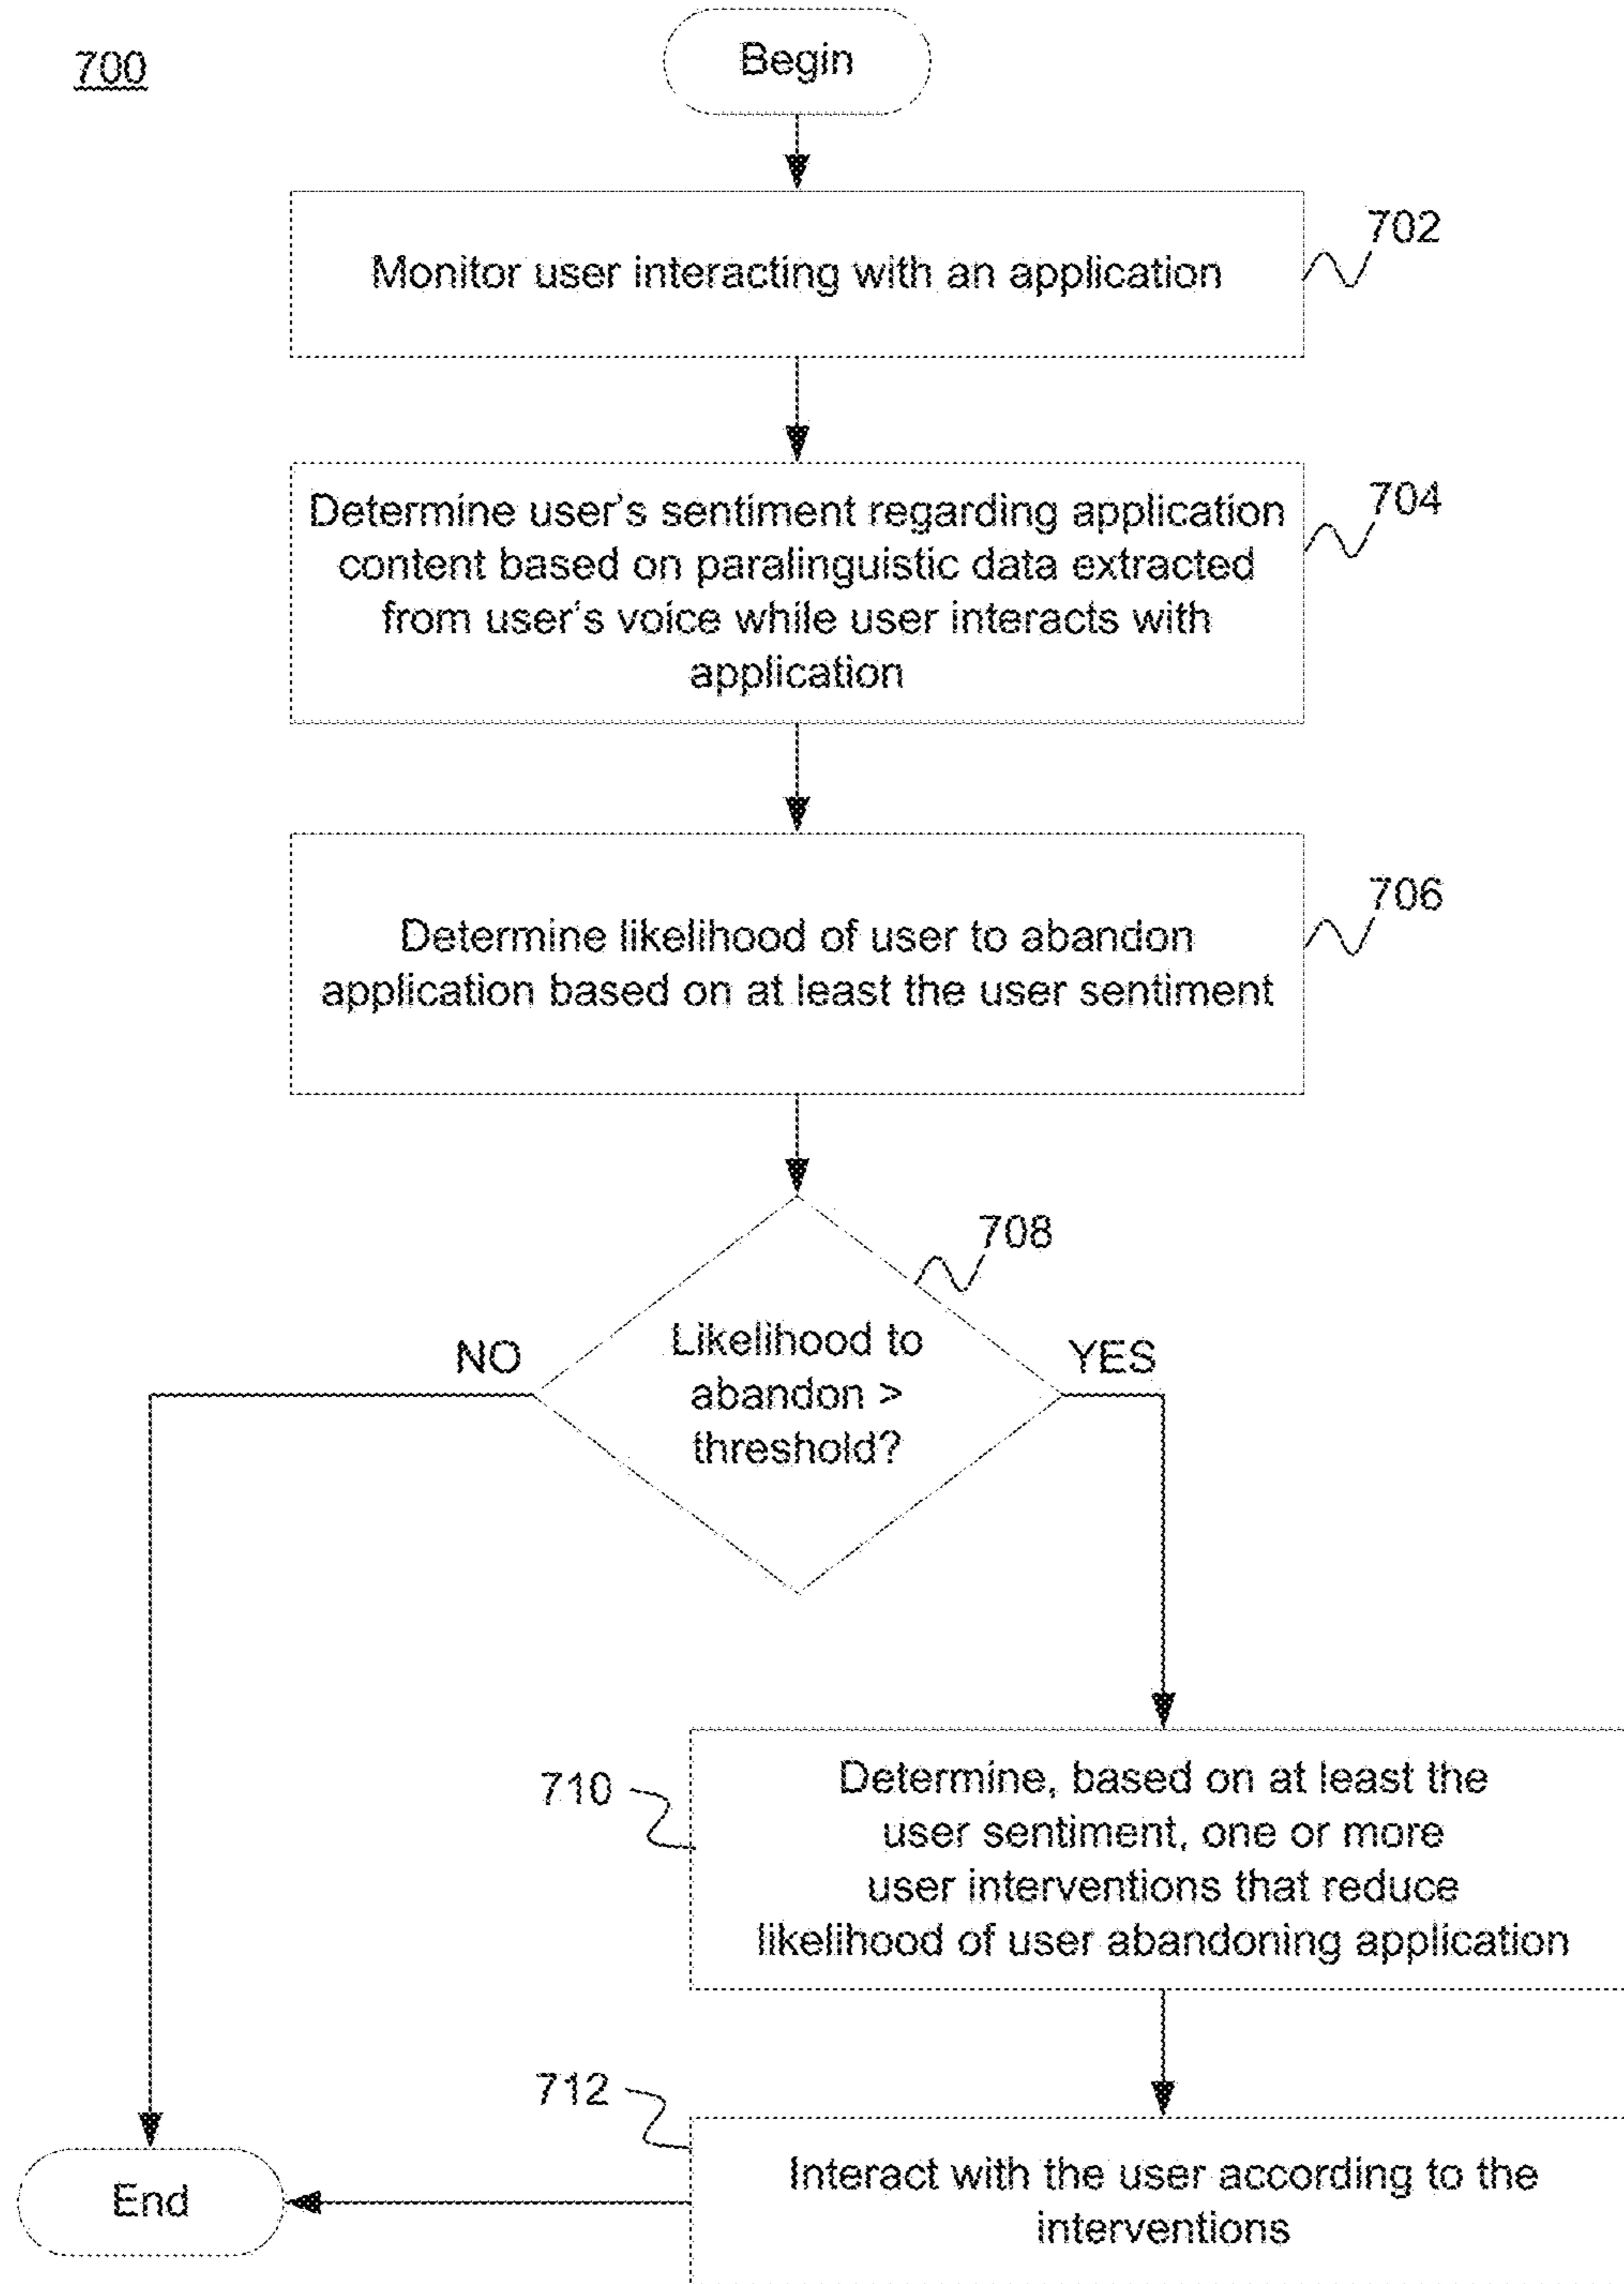 700
Begin
Monitor user interacting with an application
702
Determine user's sentiment regarding application
content based on paralinguistic data extracted
from user's voice while user interacts with
application
704
Determine likelihood of user to abandon
application based on at least the user sentiment
706
708
Likelihood to
abandon >
threshold?
NO
YES
710
Determine, based on at least the
user sentiment, one or more
user interventions that reduce
likelihood of user abandoning application
712
Interact with the user according to the
interventions
End